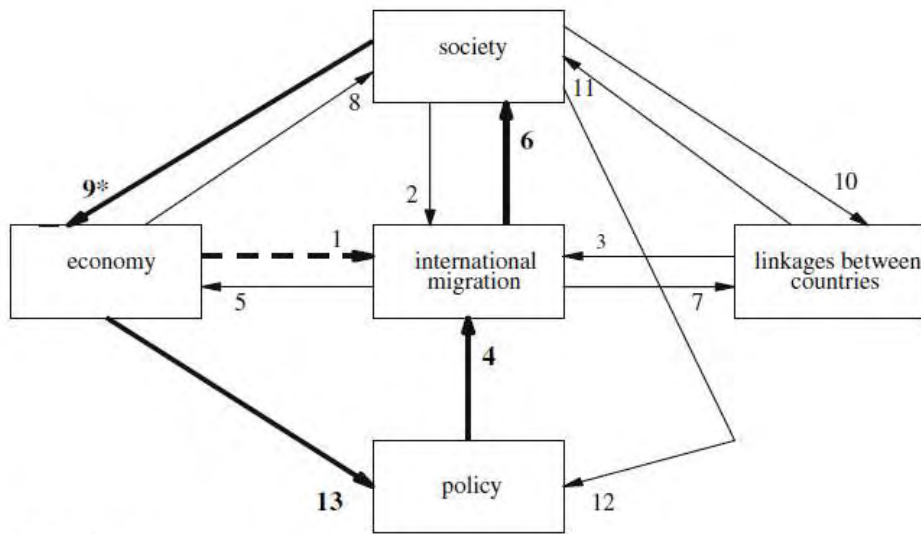 society
8
11
6
9*
2
10
1
3
economy
international
migration
linkages between
countries
5
7
4
policy
13
12